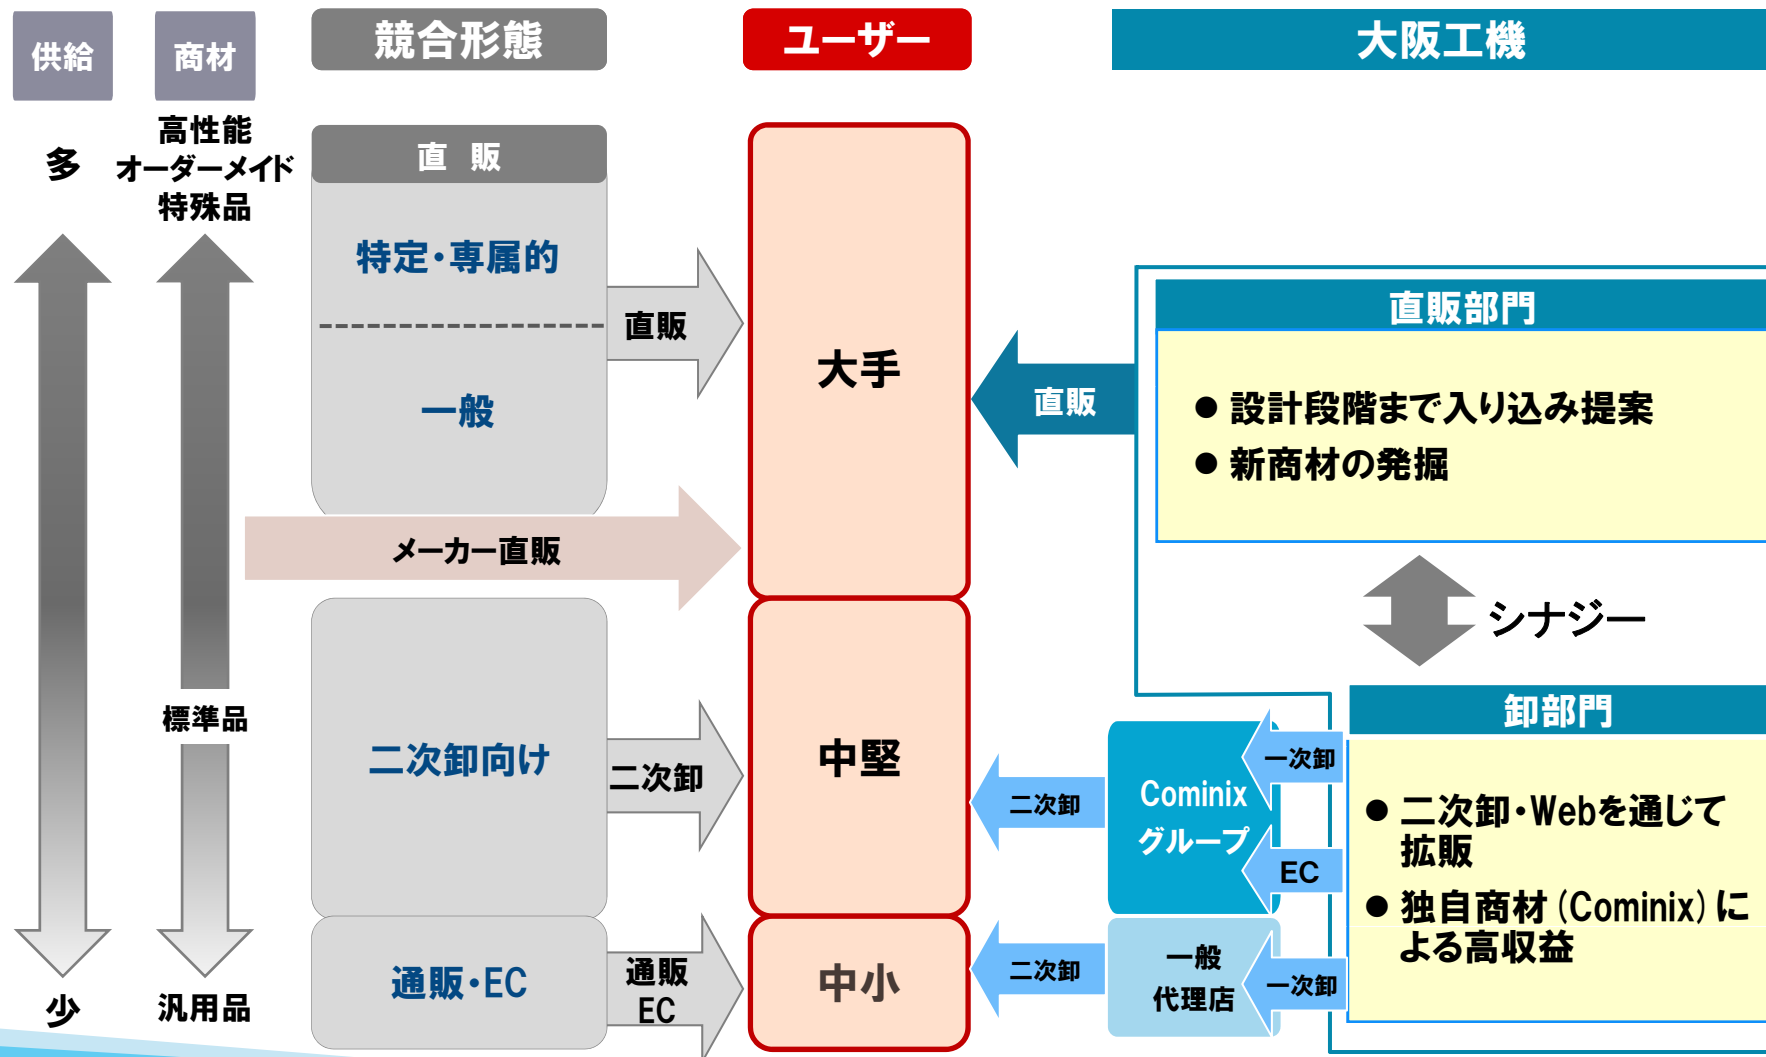 供給
商材
競合形態
ユーザー
大阪工機
多
高性能
オーダーメイド
特殊品
直 販
特定・専属的
一般
直販
大手
直販
直販部門
● 設計段階まで入り込み提案
● 新商材の発掘
メーカー直販
シナジー
標準品
二次卸向け
二次卸
中堅
二次卸
Cominix
グループ
一次卸
EC
卸部門
● 二次卸・Webを通じて
拡販
● 独自商材(Cominix)に
よる高収益
少
汎用品
通販・EC
通販
EC
中小
二次卸
一般
代理店
一次卸